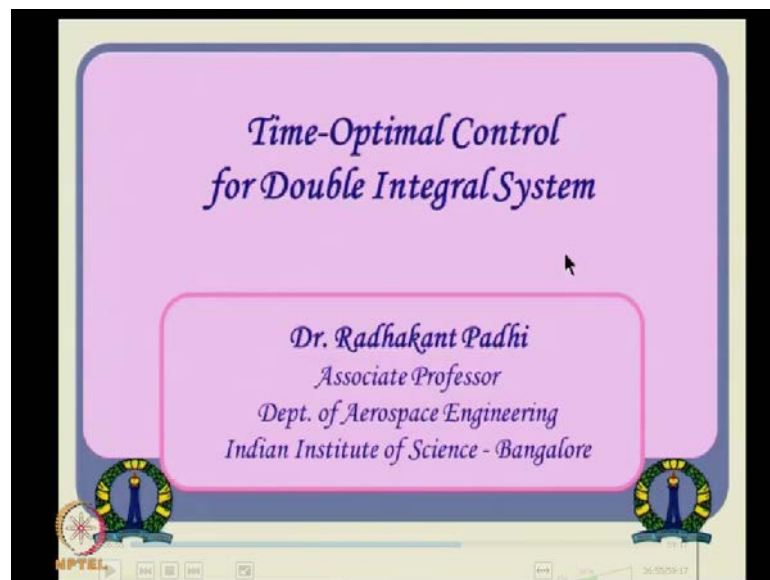 Time-Optimal Control
for Double Integral System
Dr. Radhakant Padhi
Associate Professor
Dept. of Aerospace Engineering
Indian Institute of Science - Bangalore
NPTEL